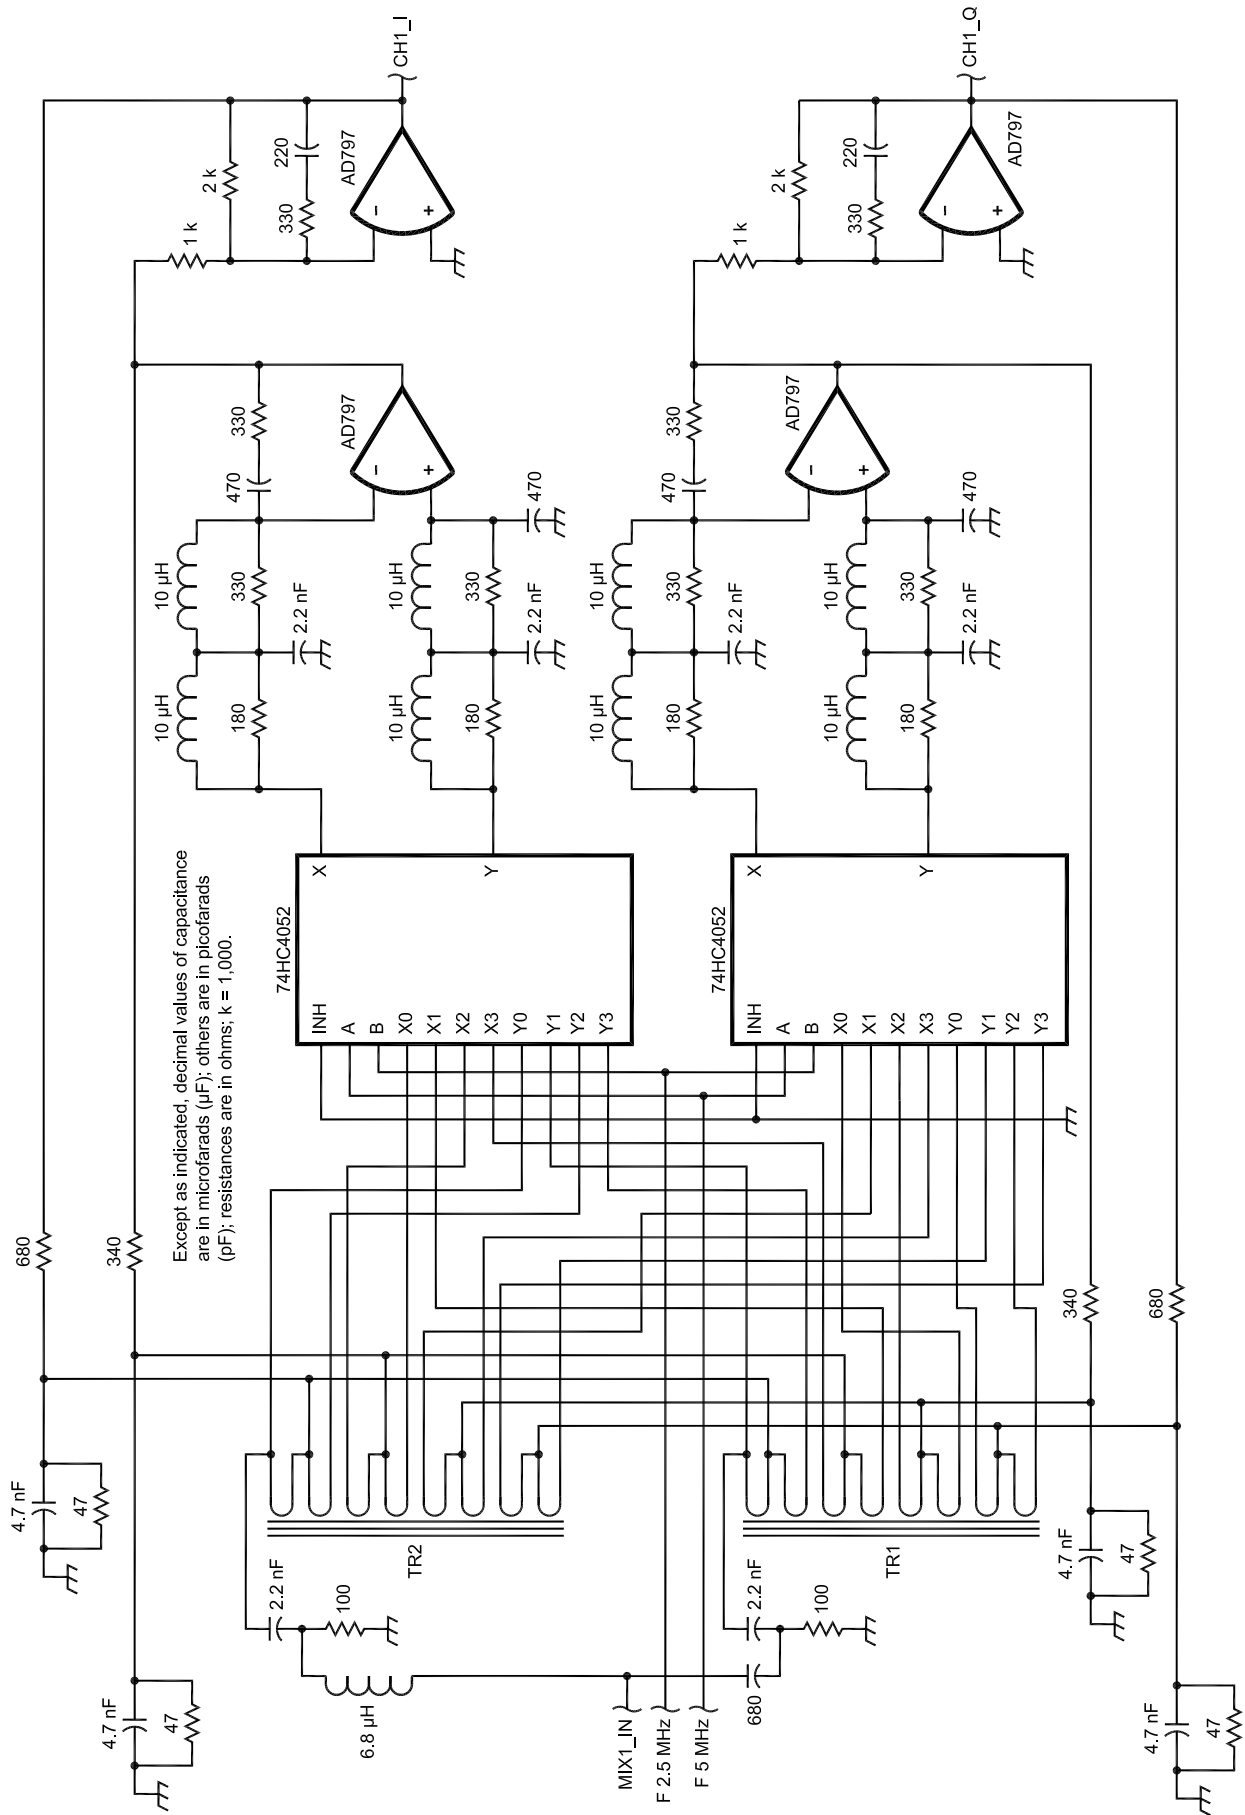 CH1_I
CH1_Q
AD797
220
2 k
330
1 k
–
+
AD797
220
2 k
330
1 k
–
+
330
AD797
470
–
+
470
10 µH
330
2.2 nF
10 µH
330
2.2 nF
10 µH
180
10 µH
180
330
AD797
470
–
+
470
10 µH
330
2.2 nF
10 µH
330
2.2 nF
10 µH
180
10 µH
180
Except as indicated, decimal values of capacitance
are in microfarads (µF); others are in picofarads
(pF); resistances are in ohms; k = 1,000.
74HC4052
X
Y
INH
A
B
X0
X1
X2
X3
Y0
Y1
Y2
Y3
74HC4052
X
Y
INH
A
B
X0
X1
X2
X3
Y0
Y1
Y2
Y3
680
340
340
680
4.7 nF
47
TR2
TR1
4.7 nF
47
2.2 nF
100
2.2 nF
100
6.8 µH
680
4.7 nF
47
MIX1_IN
F 2.5 MHz
F 5 MHz
4.7 nF
47